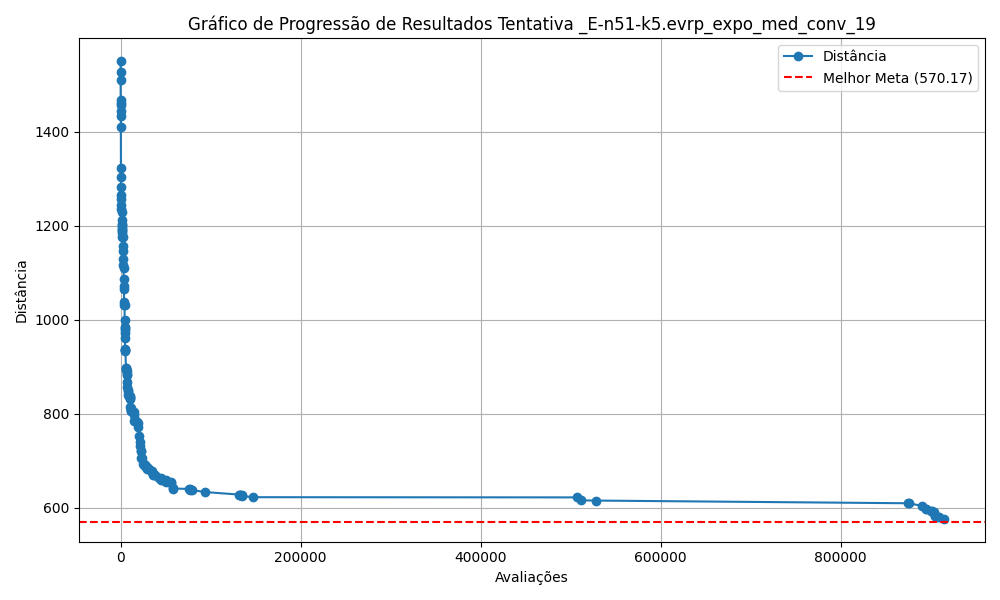 Gráfico de Progressão de Resultados Tentativa _E-n51-k5.evrp_expo_med_conv_19
Distância
Melhor Meta (570.17)
1400
1200
1000
800
600
Distância
0
200000
400000
600000
800000
Avaliações